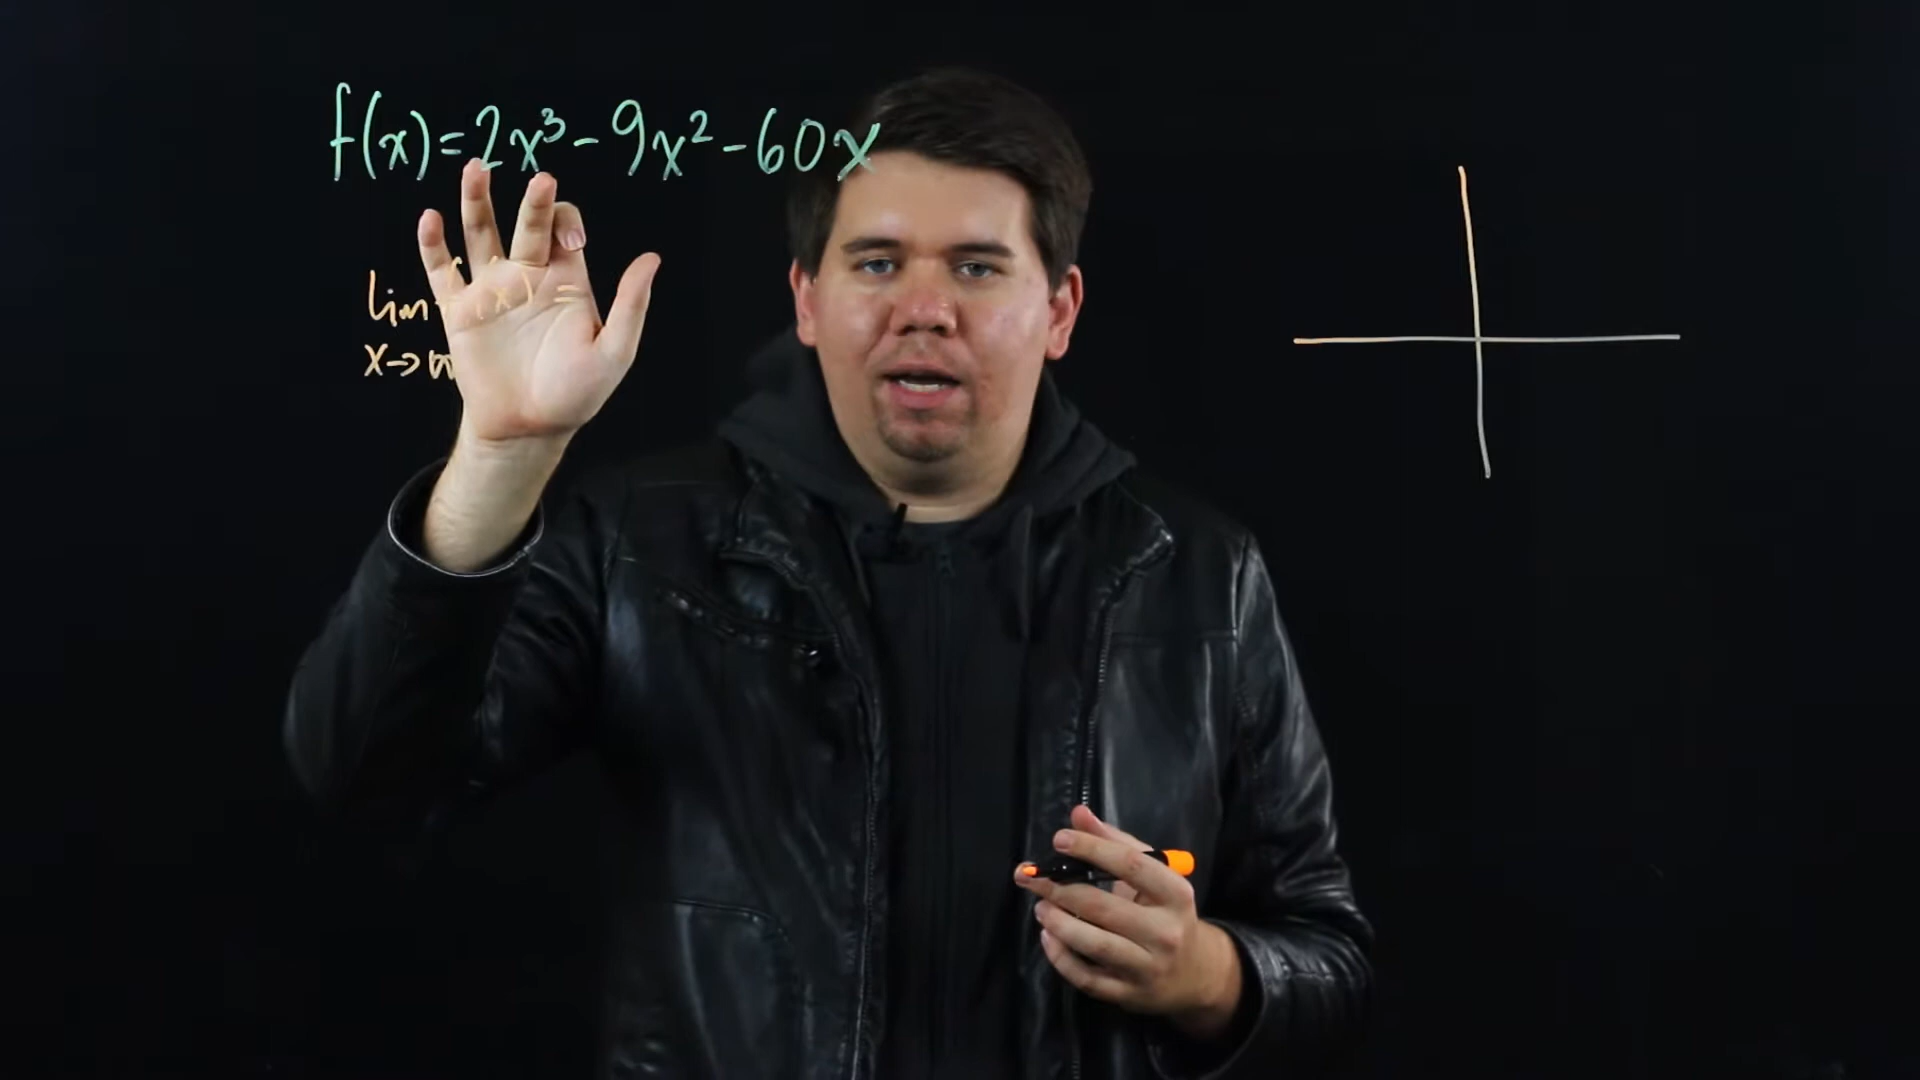 f(x)=2x³-9x²-60x
lim f(x) =
x→∞